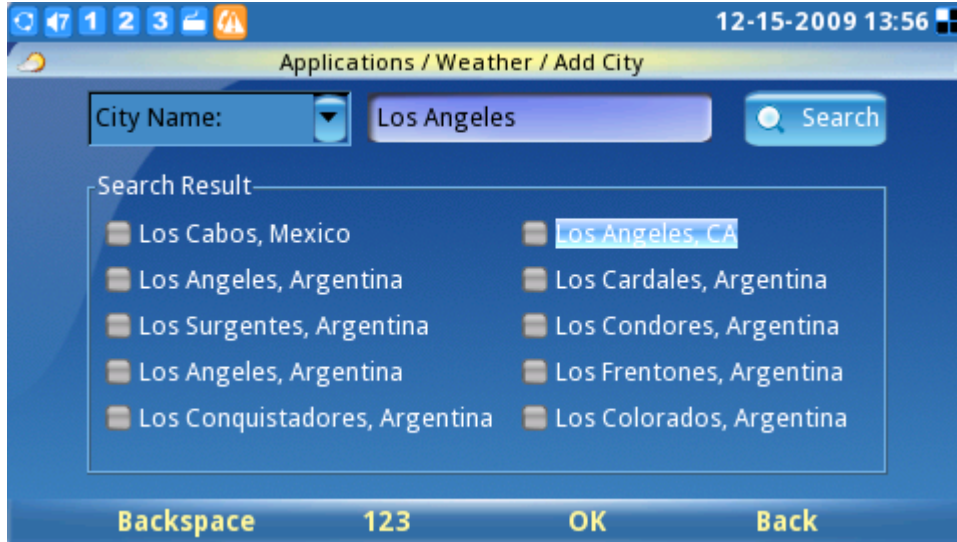 1 2 3 12-15-2009 13:56
Applications / Weather / Add City
City Name: Los Angeles Search
Search Result
Los Cabos, Mexico Los Angeles, CA
Los Angeles, Argentina Los Cardales, Argentina
Los Surgentes, Argentina Los Condores, Argentina
Los Angeles, Argentina Los Frentones, Argentina
Los Conquistadores, Argentina Los Colorados, Argentina
Backspace 123 OK Back